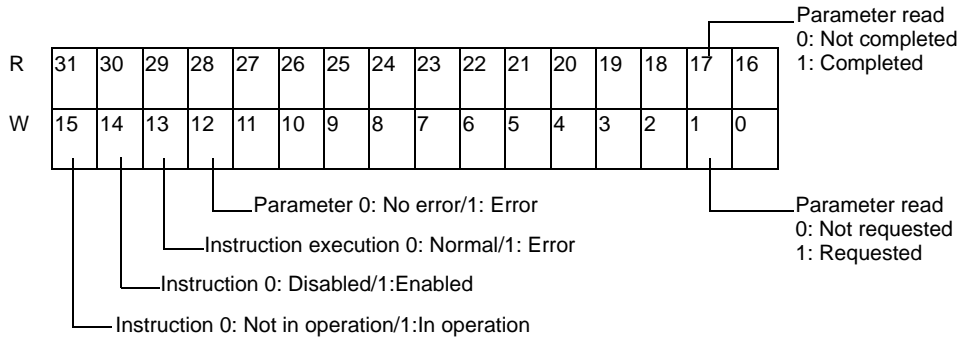 Parameter read
0: Not completed
1: Completed
R 31 30 29 28 27 26 25 24 23 22 21 20 19 18 17 16
W 15 14 13 12 11 10 9 8 7 6 5 4 3 2 1 0
Parameter 0: No error/1: Error
Parameter read
0: Not requested
1: Requested
Instruction execution 0: Normal/1: Error
Instruction 0: Disabled/1:Enabled
Instruction 0: Not in operation/1:In operation